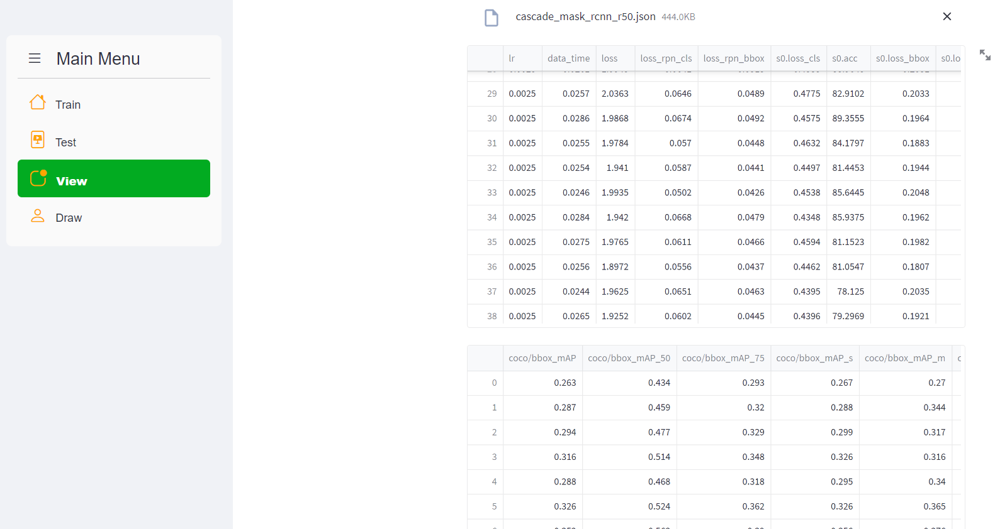 Main Menu
Train
Test
View
Draw
cascade_mask_rcnn_r50.json 444.0KB
lr data_time loss loss_rpn_cls loss_rpn_bbox s0.loss_cls s0.acc s0.loss_bbox s0.lo
29 0.0025 0.0257 2.0363 0.0646 0.0489 0.4775 82.9102 0.2033
30 0.0025 0.0286 1.9868 0.0674 0.0492 0.4575 89.3555 0.1964
31 0.0025 0.0255 1.9784 0.057 0.0448 0.4632 84.1797 0.1883
32 0.0025 0.0254 1.941 0.0587 0.0441 0.4497 81.4453 0.1944
33 0.0025 0.0246 1.9935 0.0502 0.0426 0.4538 85.6445 0.2048
34 0.0025 0.0284 1.942 0.0668 0.0479 0.4348 85.9375 0.1962
35 0.0025 0.0275 1.9765 0.0611 0.0466 0.4594 81.1523 0.1982
36 0.0025 0.0256 1.8972 0.0556 0.0437 0.4462 81.0547 0.1807
37 0.0025 0.0244 1.9625 0.0651 0.0463 0.4395 78.125 0.2035
38 0.0025 0.0265 1.9252 0.0602 0.0445 0.4396 79.2969 0.1921
coco/bbox_mAP coco/bbox_mAP_50 coco/bbox_mAP_75 coco/bbox_mAP_s coco/bbox_mAP_m c
0 0.263 0.434 0.293 0.267 0.27
1 0.287 0.459 0.32 0.288 0.344
2 0.294 0.477 0.329 0.299 0.317
3 0.316 0.514 0.348 0.326 0.316
4 0.288 0.468 0.318 0.295 0.34
5 0.326 0.524 0.362 0.326 0.365